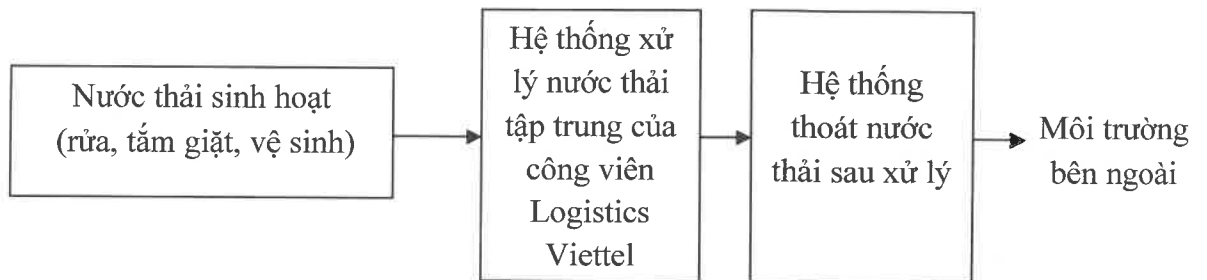 Nước thải sinh hoạt
(rửa, tắm giặt, vệ sinh)
Hệ thống xử
lý nước thải
tập trung của
công viên
Logistics
Viettel
Hệ thống
thoát nước
thải sau xử lý
Môi trường
bên ngoài